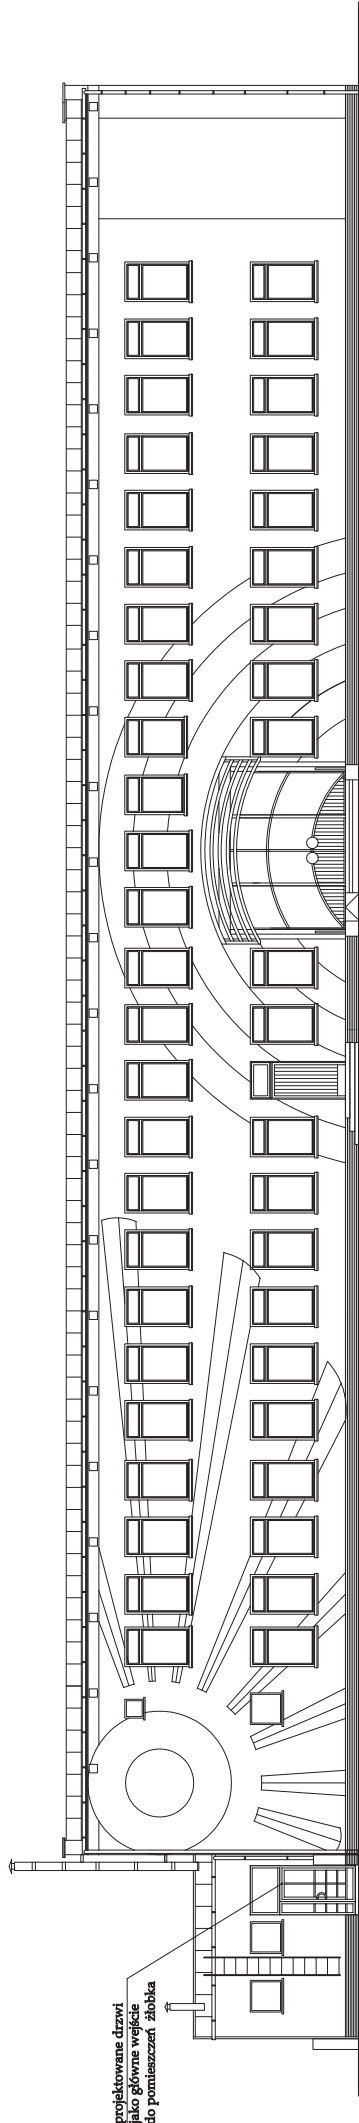 projektowane drzwi
jako główne wejście
do pomieszczeń żłobka